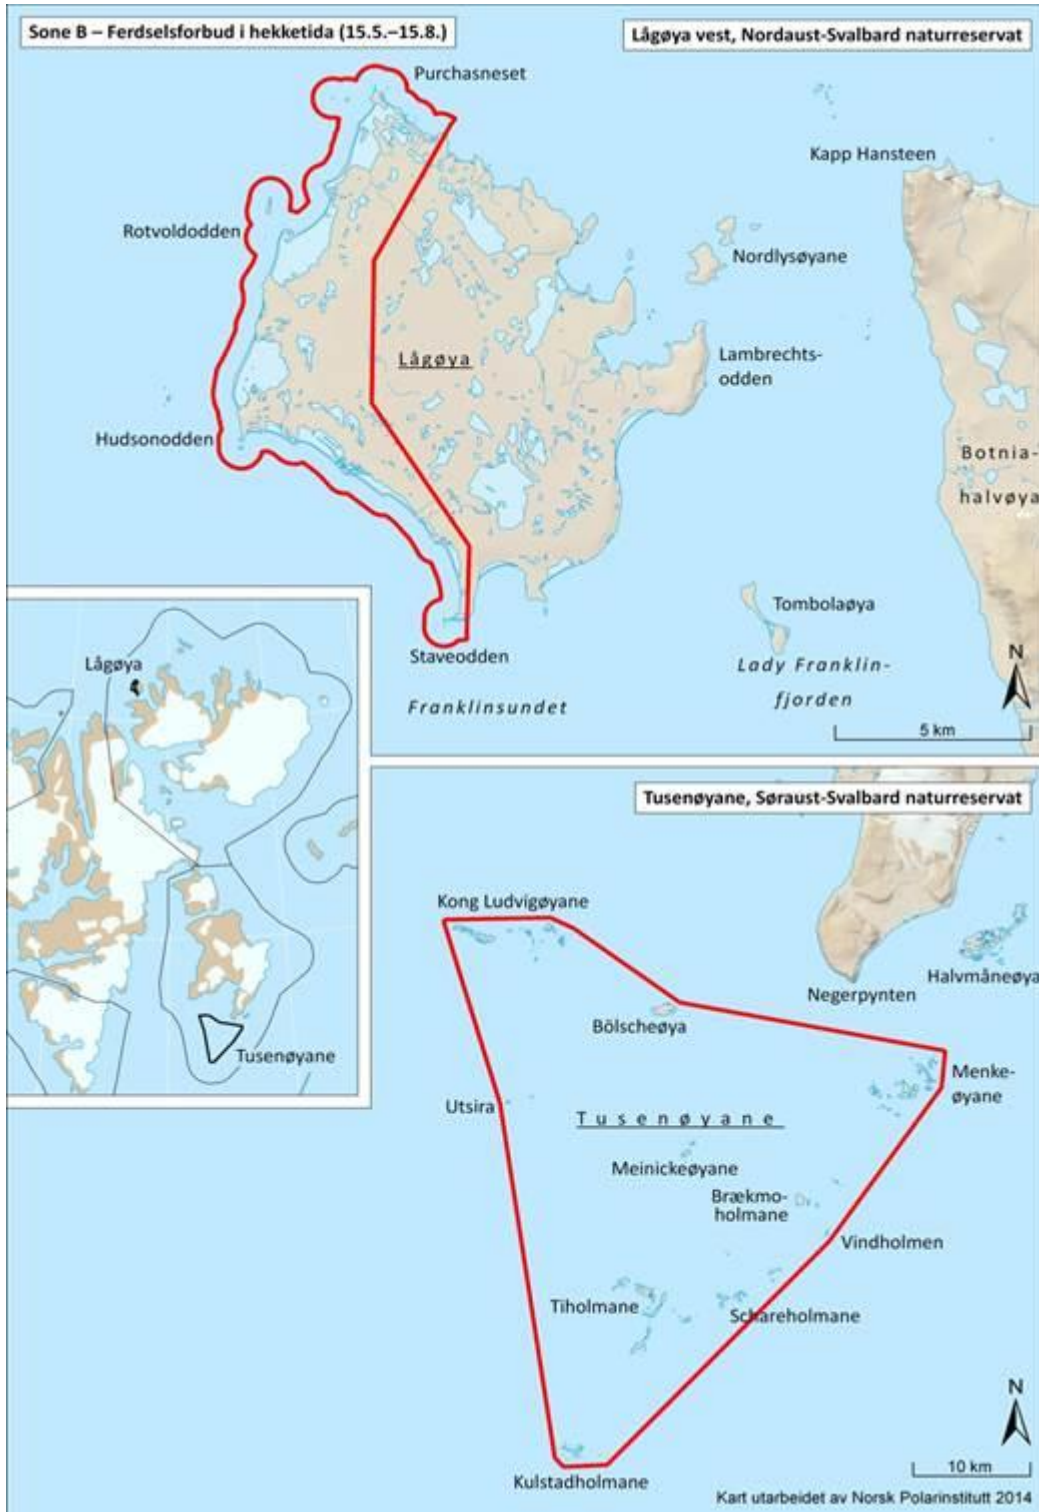 Sone B – Ferdselsforbud i hekketida (15.5.–15.8.)
Lågøya vest, Nordaust-Svalbard naturreservat
Purchasneset
Kapp Hansteen
Rotvoldodden
Nordlysøyane
Lågøya
Lambrechts-
odden
Hudsonodden
Botnia-
halvøya
Tombolaøya
Staveodden
Lady Franklin-
fjorden
Franklinsundet
N
5 km
Lågøya
Tusenøyane
Tusenøyane, Søraust-Svalbard naturreservat
Kong Ludvigøyane
Halvmåneøya
Negerpynten
Bölscheøya
Menke-
øyane
Utsira
Tusenøyane
Meinickeøyane
Brækmo-
holmane
Vindholmen
Tiholmane
Schareholmane
N
10 km
Kulstadholmane
Kart utarbeidet av Norsk Polarinstitutt 2014